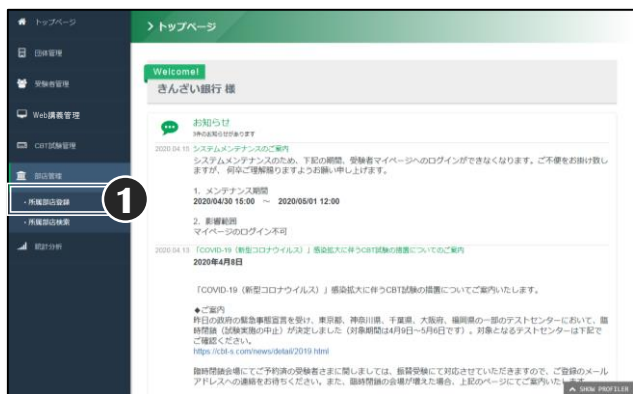 トップページ
団体管理
受験者管理
Web講義管理
CBT試験管理
部店管理
・所属部店登録
・所属部店検索
統計分析
1
トップページ
Welcome!
きんざい銀行 様
お知らせ
3件のお知らせがあります
2020.04.15 システムメンテナンスのご案内
システムメンテナンスのため、下記の期間、受験者マイページへのログインができなくなります。ご不便をお掛け致し
ますが、何卒ご理解賜りますようお願い申し上げます。
1. メンテナンス期間
2020/04/30 15:00 ～ 2020/05/01 12:00
2. 影響範囲
マイページのログイン不可
2020.04.13 「COVID-19（新型コロナウイルス）」感染拡大に伴うCBT試験の措置についてのご案内
2020年4月8日
「COVID-19（新型コロナウイルス）」感染拡大に伴うCBT試験の措置についてご案内いたします。
◆ご案内
昨日の政府の緊急事態宣言を受け、東京都、神奈川県、千葉県、大阪府、福岡県の一部のテストセンターにおいて、臨
時閉鎖（試験実施の中止）が決定しました（対象期間は4月9日～5月6日です）。対象となるテストセンターは下記で
ご確認ください。
https://cbt-s.com/news/detail/2019.html
臨時閉鎖会場にてご予約済の受験者さまに関しましては、振替受験にて対応させていただきますので、ご登録のメール
アドレスへの連絡をお待ちください。また、臨時閉鎖の会場が増えた場合、上記のページにてご案内いたします。
SHOW PROFILER